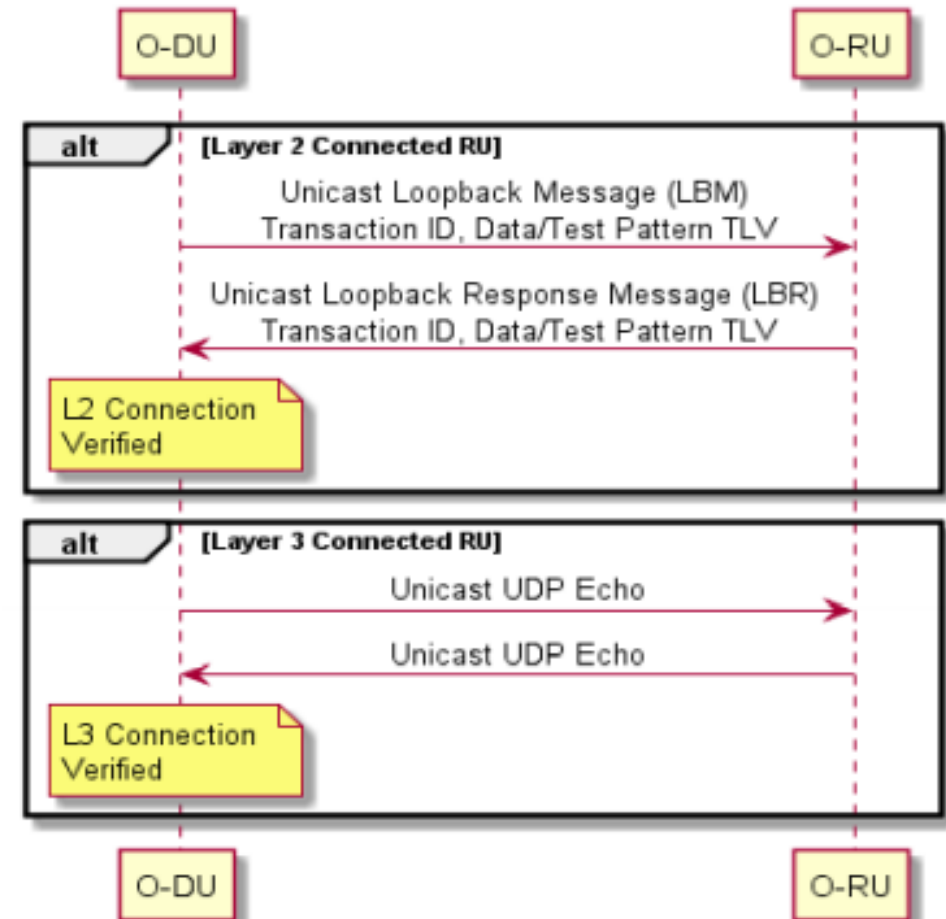 O-DU
O-RU
alt
[Layer 2 Connected RU]
Unicast Loopback Message (LBM)
Transaction ID, Data/Test Pattern TLV
Unicast Loopback Response Message (LBR)
Transaction ID, Data/Test Pattern TLV
L2 Connection
Verified
alt
[Layer 3 Connected RU]
Unicast UDP Echo
Unicast UDP Echo
L3 Connection
Verified
O-DU
O-RU